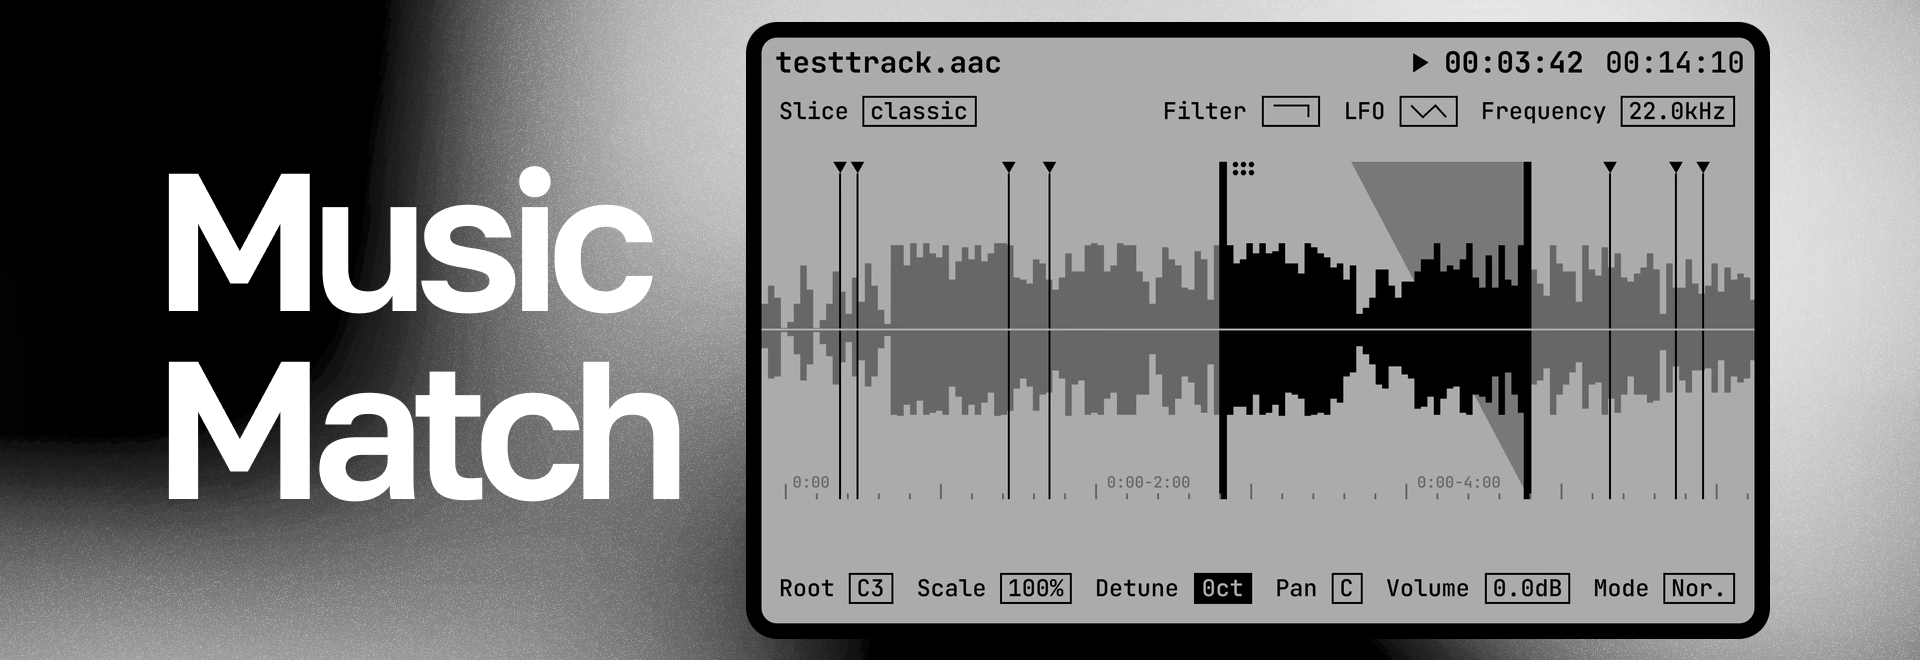 Music
Match
testtrack.aac 00:03:42 00:14:10
Slice classic Filter LFO Frequency 22.0kHz
0:00 0:00-2:00 0:00-4:00
Root C3 Scale 100% Detune 0ct Pan C Volume 0.0dB Mode Nor.